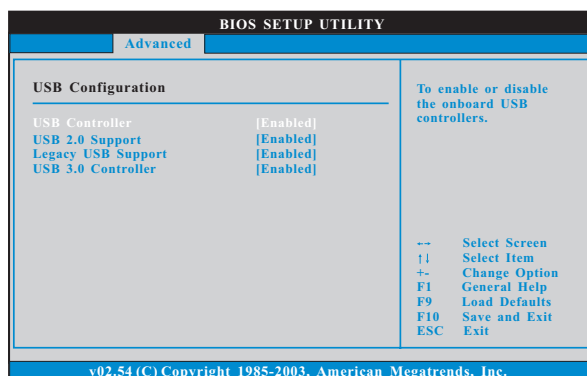 BIOS SETUP UTILITY
Advanced
USB Configuration
USB Controller [Enabled]
USB 2.0 Support [Enabled]
Legacy USB Support [Enabled]
USB 3.0 Controller [Enabled]
To enable or disable
the onboard USB
controllers.
←→ Select Screen
↑↓ Select Item
+- Change Option
F1 General Help
F9 Load Defaults
F10 Save and Exit
ESC Exit
v02.54 (C) Copyright 1985-2003, American Megatrends, Inc.